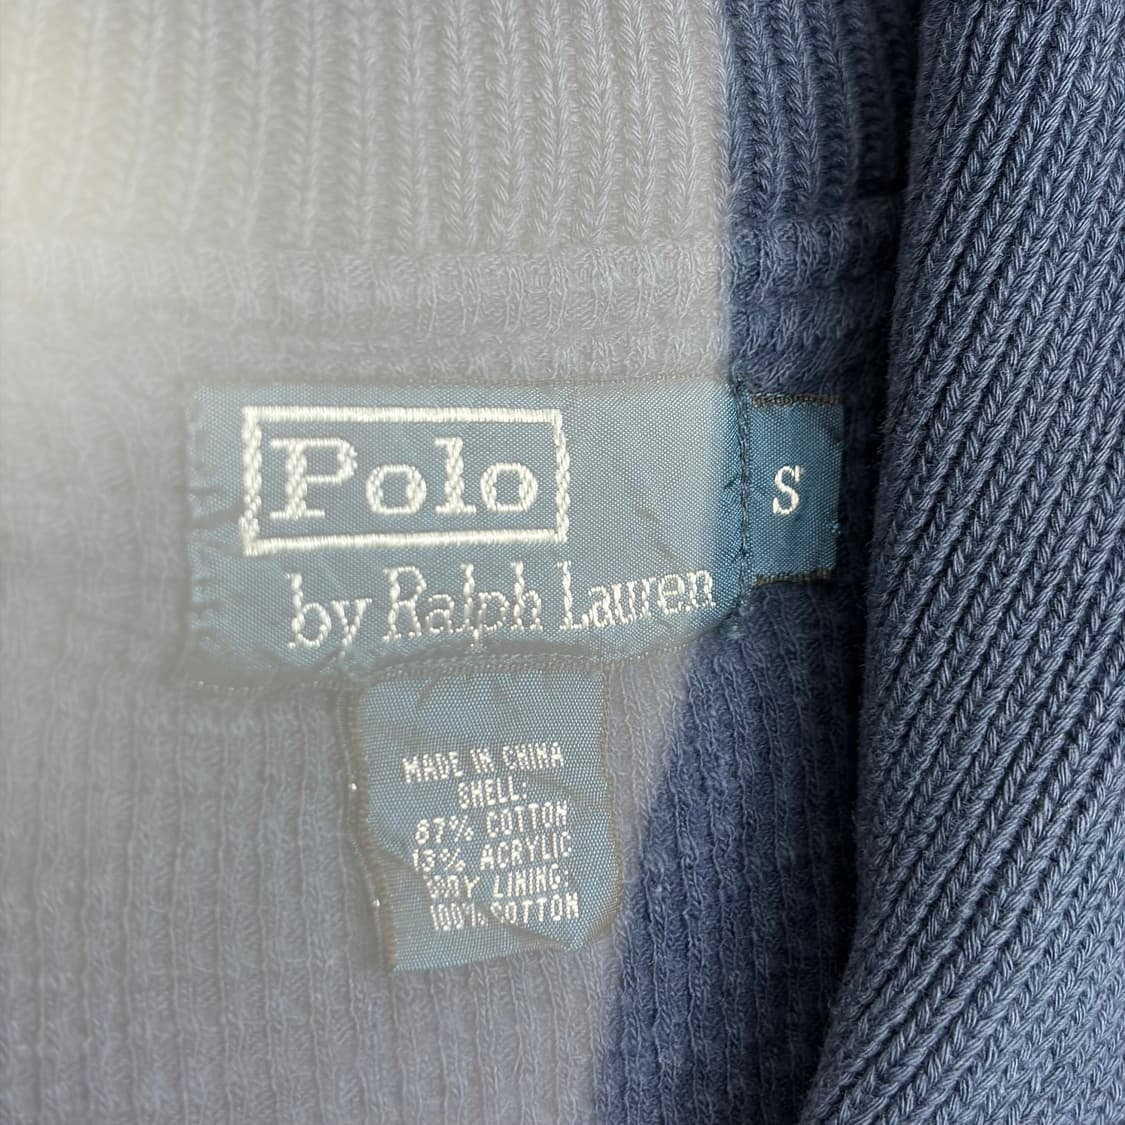 Polo
by Ralph Lauren
S
MADE IN CHINA
SHELL:
87% COTTON
13% ACRYLIC
BODY LINING:
100% COTTON